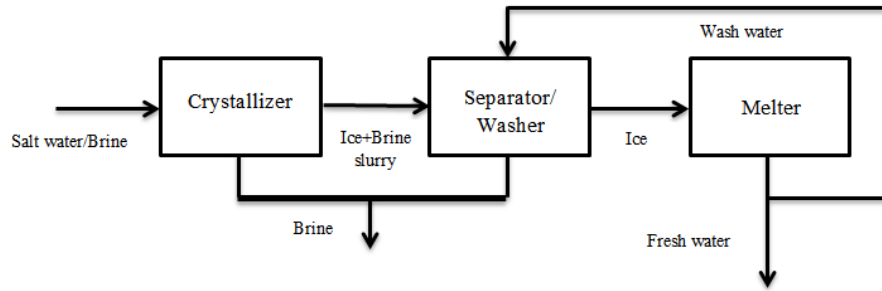 Wash water
Crystallizer
Separator/
Washer
Melter
Salt water/Brine
Ice+Brine
slurry
Ice
Brine
Fresh water